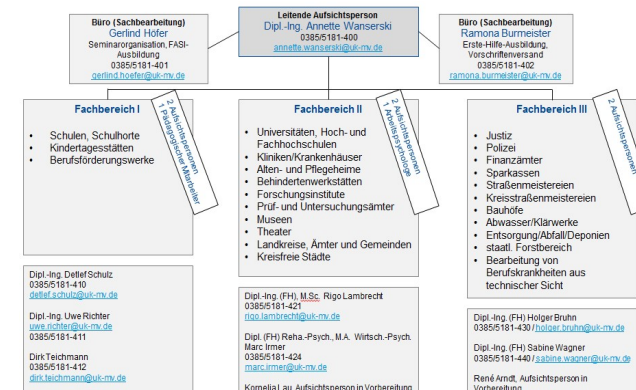 Büro (Sachbearbeitung)
Gerlind Höfer
Seminarorganisation, FASI-
Ausbildung
0385/5181-401
gerlind.hoefer@uk-mv.de
Leitende Aufsichtsperson
Dipl.-Ing. Annette Wanserski
0385/5181-400
annette.wanserski@uk-mv.de
Büro (Sachbearbeitung)
Ramona Burmeister
Erste-Hilfe-Ausbildung,
Vorschriftenversand
0385/5181-402
ramona.burmeister@uk-mv.de
Fachbereich I
• Schulen, Schulhorte
• Kindertagesstätten
• Berufsförderungswerke
2 Aufsichtspersonen
1 Pädagogischer Mitarbeiter
Fachbereich II
• Universitäten, Hoch- und
Fachhochschulen
• Kliniken/Krankenhäuser
• Alten- und Pflegeheime
• Behindertenwerkstätten
• Forschungsinstitute
• Prüf- und Untersuchungsämter
• Museen
• Theater
• Landkreise, Ämter und Gemeinden
• Kreisfreie Städte
2 Aufsichtspersonen
1 Arbeitspsychologe
Fachbereich III
• Justiz
• Polizei
• Finanzämter
• Sparkassen
• Straßenmeistereien
• Kreisstraßenmeistereien
• Bauhöfe
• Abwasser/Klärwerke
• Entsorgung/Abfall/Deponien
• staatl. Forstbereich
• Bearbeitung von
Berufskrankheiten aus
technischer Sicht
2 Aufsichtspersonen
Dipl.-Ing. Detlef Schulz
0385/5181-410
detlef.schulz@uk-mv.de
Dipl.-Ing. Uwe Richter
uwe.richter@uk-mv.de
0385/5181-411
Dirk Teichmann
0385/5181-412
dirk.teichmann@uk-mv.de
Dipl.-Ing. (FH), M.Sc. Rigo Lambrecht
0385/5181-421
rigo.lambrecht@uk-mv.de
Dipl. (FH) Reha.-Psych., M.A. Wirtsch.-Psych.
Marc Irmer
0385/5181-424
marc.irmer@uk-mv.de
Kornelia Lau, Aufsichtsperson in Vorbereitung
Dipl.-Ing. (FH) Holger Bruhn
0385/5181-430 / holger.bruhn@uk-mv.de
Dipl.-Ing. (FH) Sabine Wagner
0385/5181-440 / sabine.wagner@uk-mv.de
René Arndt, Aufsichtsperson in
Vorbereitung